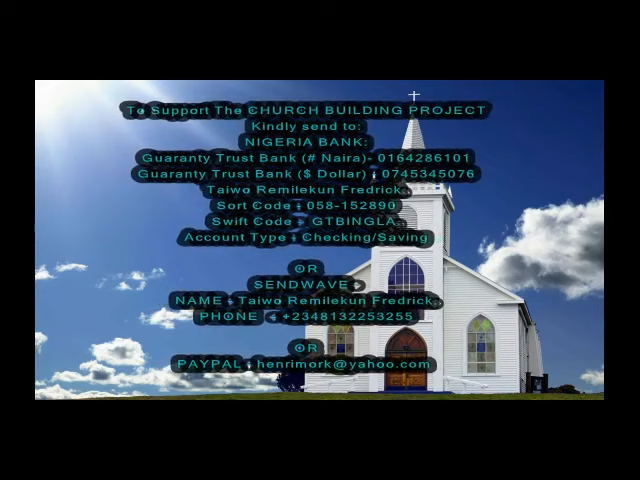 To Support The CHURCH BUILDING PROJECT
Kindly send to:
NIGERIA BANK:
Guaranty Trust Bank (# Naira)- 0164286101
Guaranty Trust Bank ($ Dollar) - 0745345076
Taiwo Remilekun Fredrick.
Sort Code - 058-152890
Swift Code - GTBINGLA.
Account Type - Checking/Saving
OR
SENDWAVE -
NAME - Taiwo Remilekun Fredrick.
PHONE - +2348132253255
OR
PAYPAL - henrimork@yahoo.com